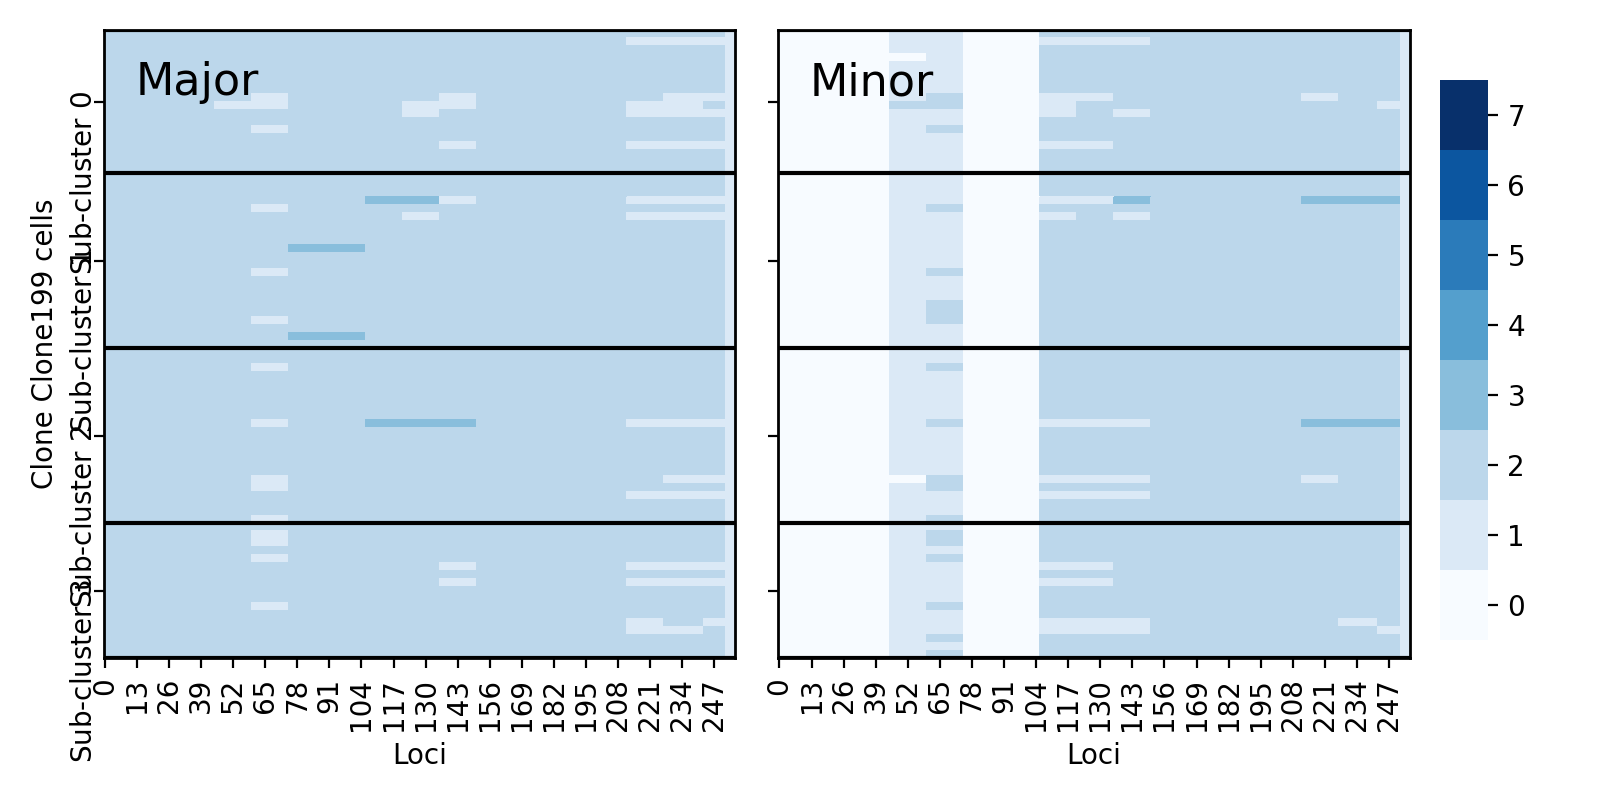 Major
Minor
Clone Clone199 cells
Sub-cluster 0
Sub-cluster 1
Sub-cluster 2
Sub-cluster 3
0 13 26 39 52 65 78 91 104 117 130 143 156 169 182 195 208 221 234 247
Loci
0 13 26 39 52 65 78 91 104 117 130 143 156 169 182 195 208 221 234 247
Loci
7
6
5
4
3
2
1
0